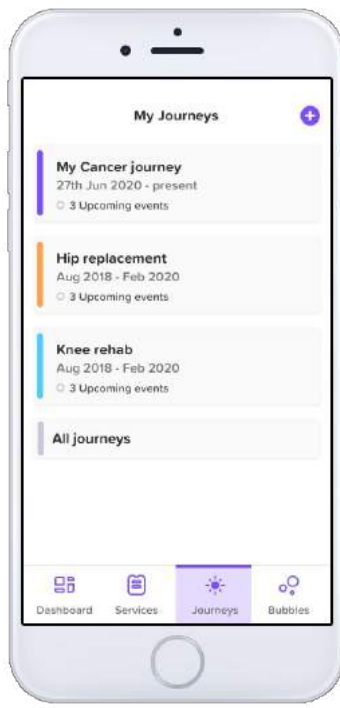 My Journeys
My Cancer journey
27th Jun 2020 - present
3 Upcoming events
Hip replacement
Aug 2018 - Feb 2020
3 Upcoming events
Knee rehab
Aug 2018 - Feb 2020
3 Upcoming events
All journeys
Dashboard Services Journeys Bubbles